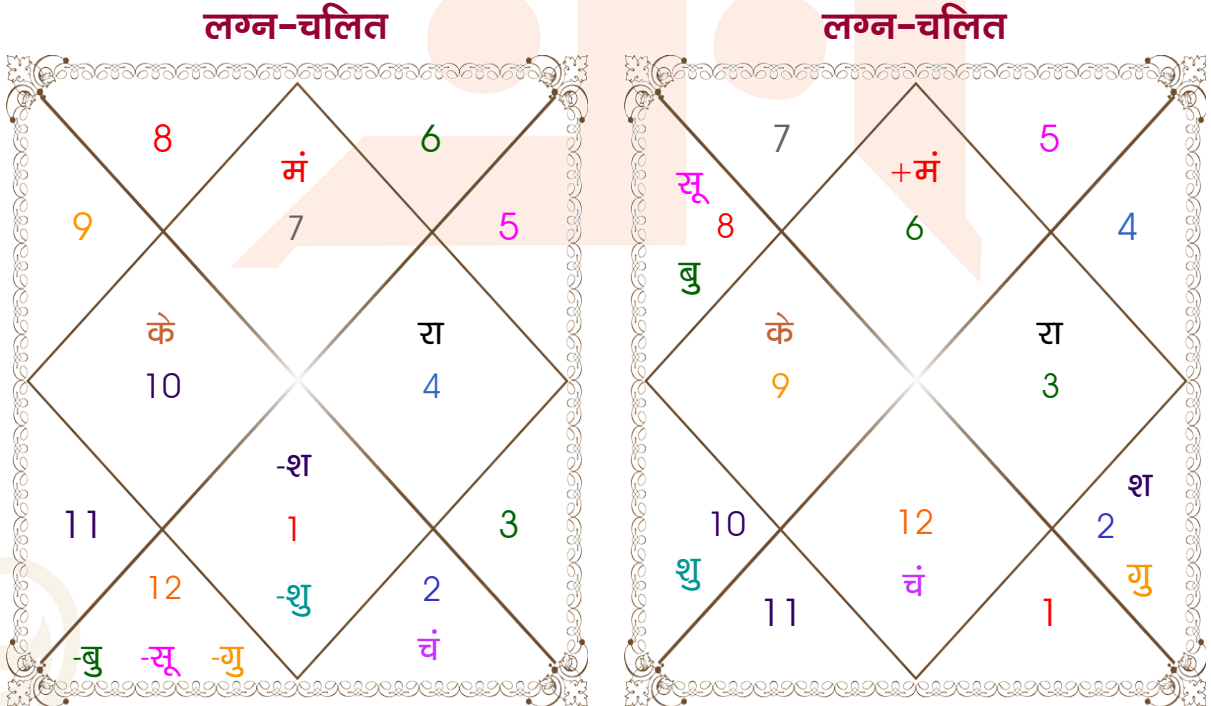 लग्न-चलित
8
6
मं
9
7
5
के
रा
10
4
-श
11
1
3
12
-शु
2
चं
-बु -सू -गु
लग्न-चलित
7
5
+मं
सू
8
6
4
बु
के
रा
9
3
श
10
12
2
शु
चं
गु
11
1